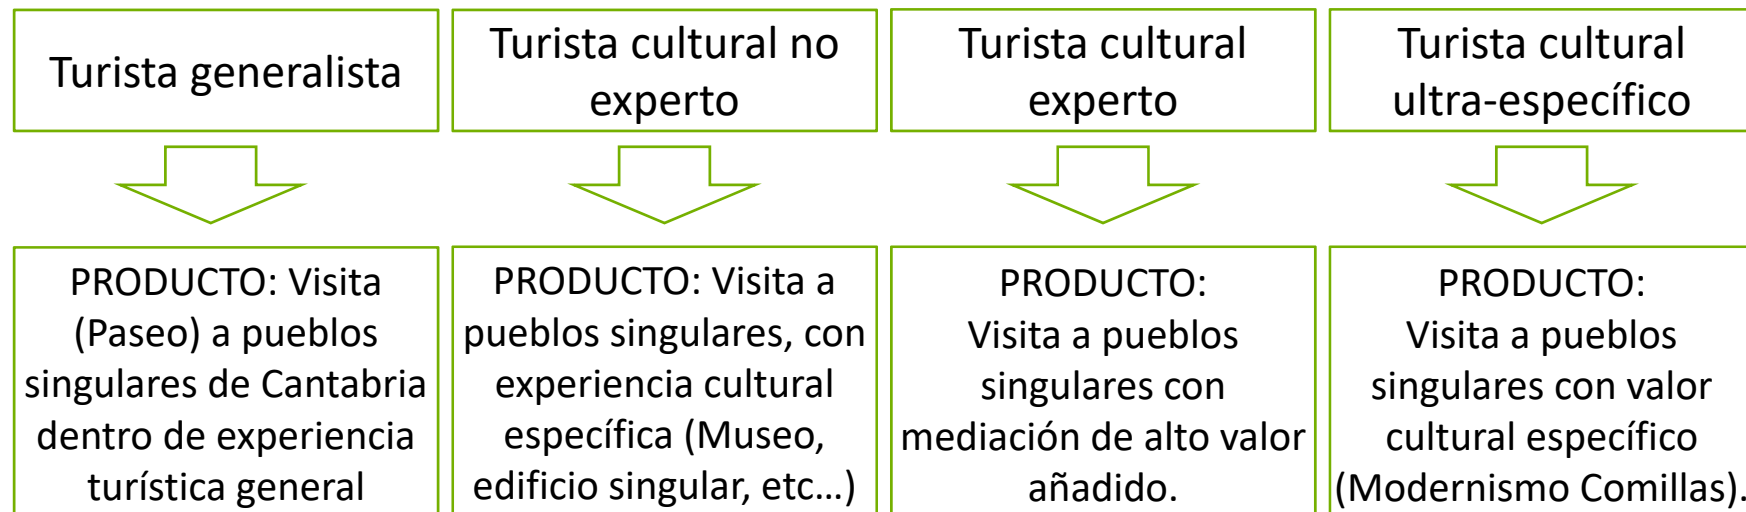 Turista generalista
Turista cultural no
experto
Turista cultural
experto
Turista cultural
ultra-específico
PRODUCTO: Visita
(Paseo) a pueblos
singulares de Cantabria
dentro de experiencia
turística general
PRODUCTO: Visita a
pueblos singulares, con
experiencia cultural
específica (Museo,
edificio singular, etc…)
PRODUCTO:
Visita a pueblos
singulares con
mediación de alto valor
añadido.
PRODUCTO:
Visita a pueblos
singulares con valor
cultural específico
(Modernismo Comillas).